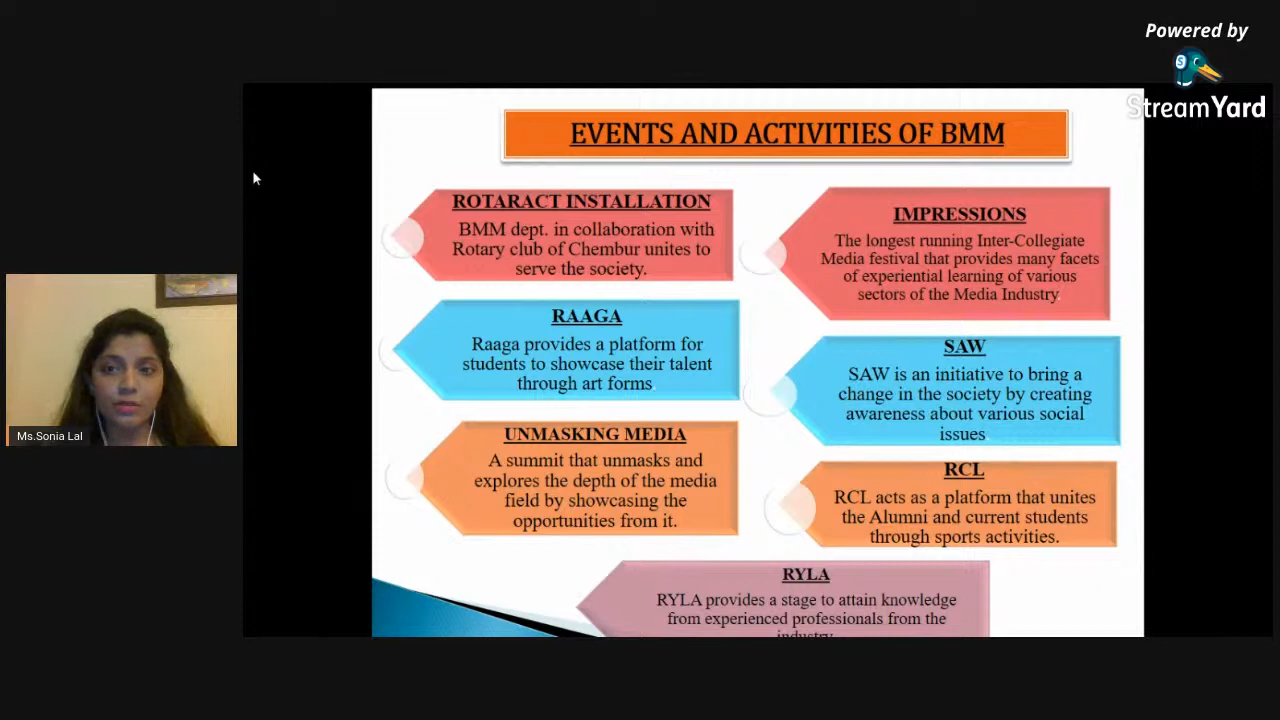 Powered by
StreamYard
EVENTS AND ACTIVITIES OF BMM
ROTARACT INSTALLATION
BMM dept. in collaboration with
Rotary club of Chembur unites to
serve the society.
IMPRESSIONS
The longest running Inter-Collegiate
Media festival that provides many facets
of experiential learning of various
sectors of the Media Industry.
RAAGA
Raaga provides a platform for
students to showcase their talent
through art forms.
SAW
SAW is an initiative to bring a
change in the society by creating
awareness about various social
issues.
UNMASKING MEDIA
A summit that unmasks and
explores the depth of the media
field by showcasing the
opportunities from it.
RCL
RCL acts as a platform that unites
the Alumni and current students
through sports activities.
RYLA
RYLA provides a stage to attain knowledge
from experienced professionals from the
industry.
Ms.Sonia Lal